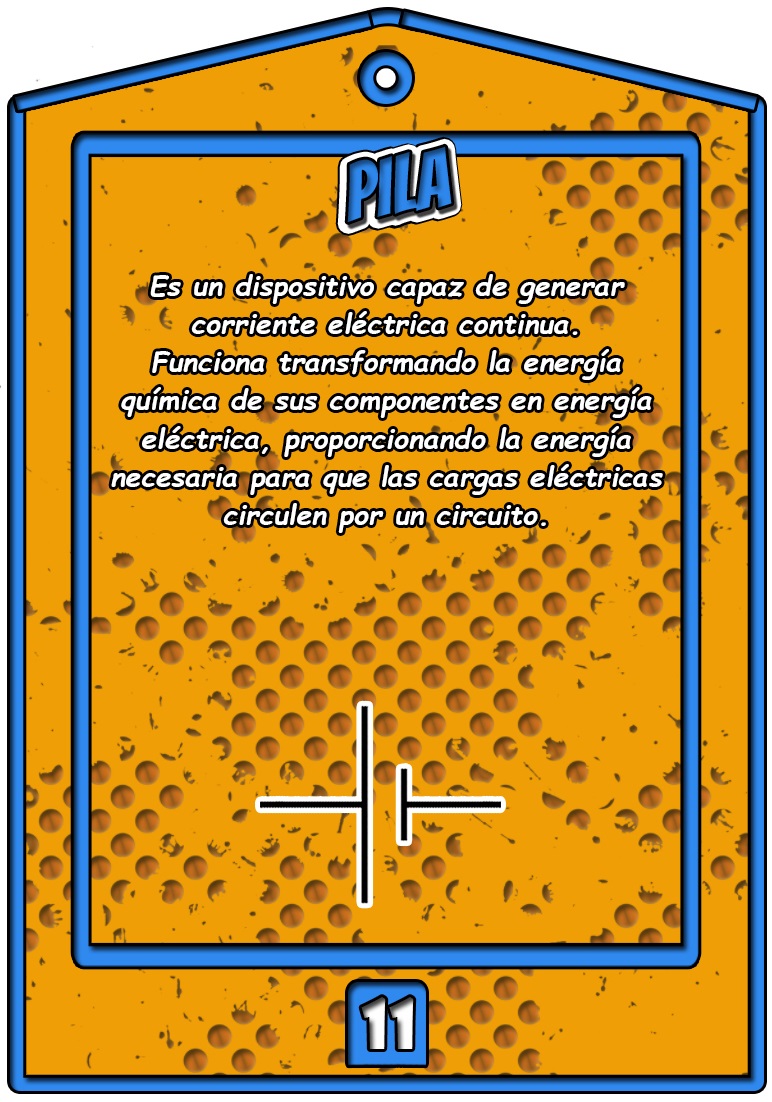 PILA
Es un dispositivo capaz de generar
corriente eléctrica continua.
Funciona transformando la energía
química de sus componentes en energía
eléctrica, proporcionando la energía
necesaria para que las cargas eléctricas
circulen por un circuito.
11